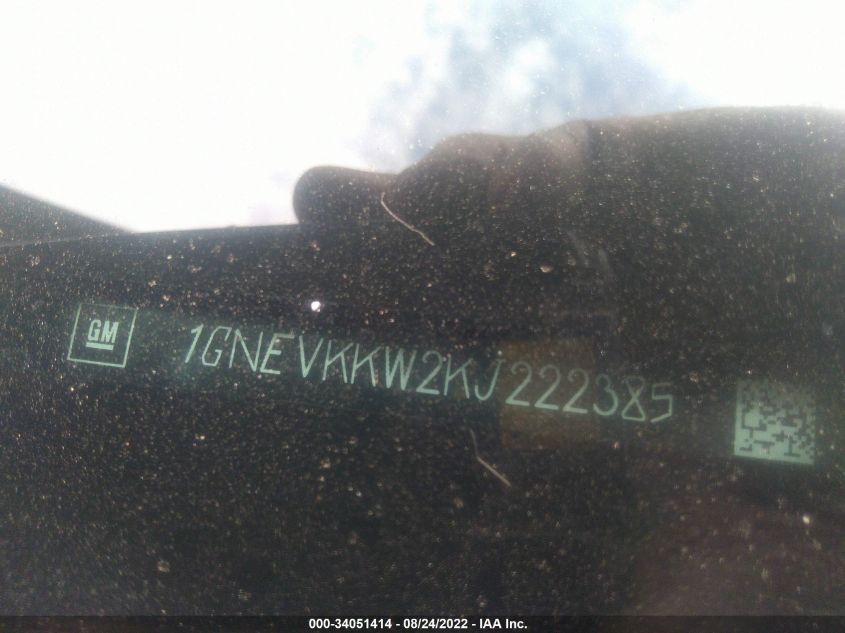 GM 1GNEVKKW2KJ222385
000-34051414 - 08/24/2022 - IAA Inc.